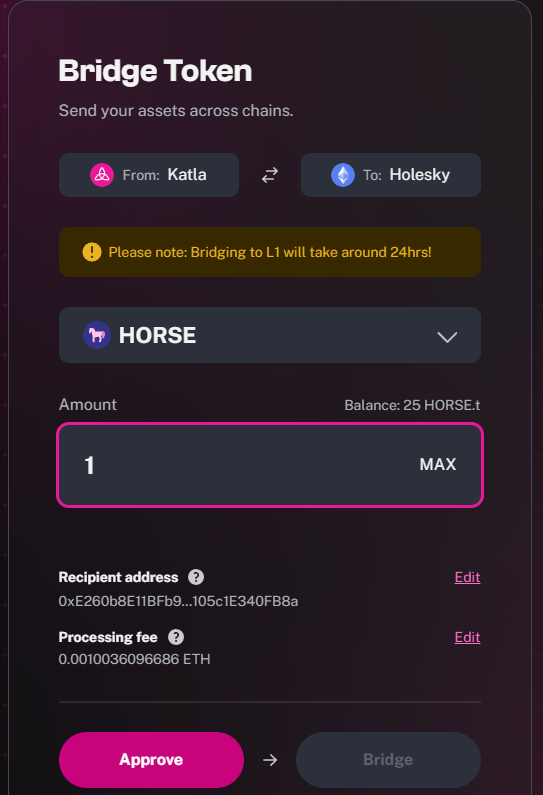 Bridge Token
Send your assets across chains.
From: Katla
To: Holesky
Please note: Bridging to L1 will take around 24hrs!
HORSE
Amount
Balance: 25 HORSE.t
1
MAX
Recipient address ?
Edit
0xE260b8E11BFb9...105c1E340FB8a
Processing fee ?
Edit
0.0010036096686 ETH
Approve
Bridge